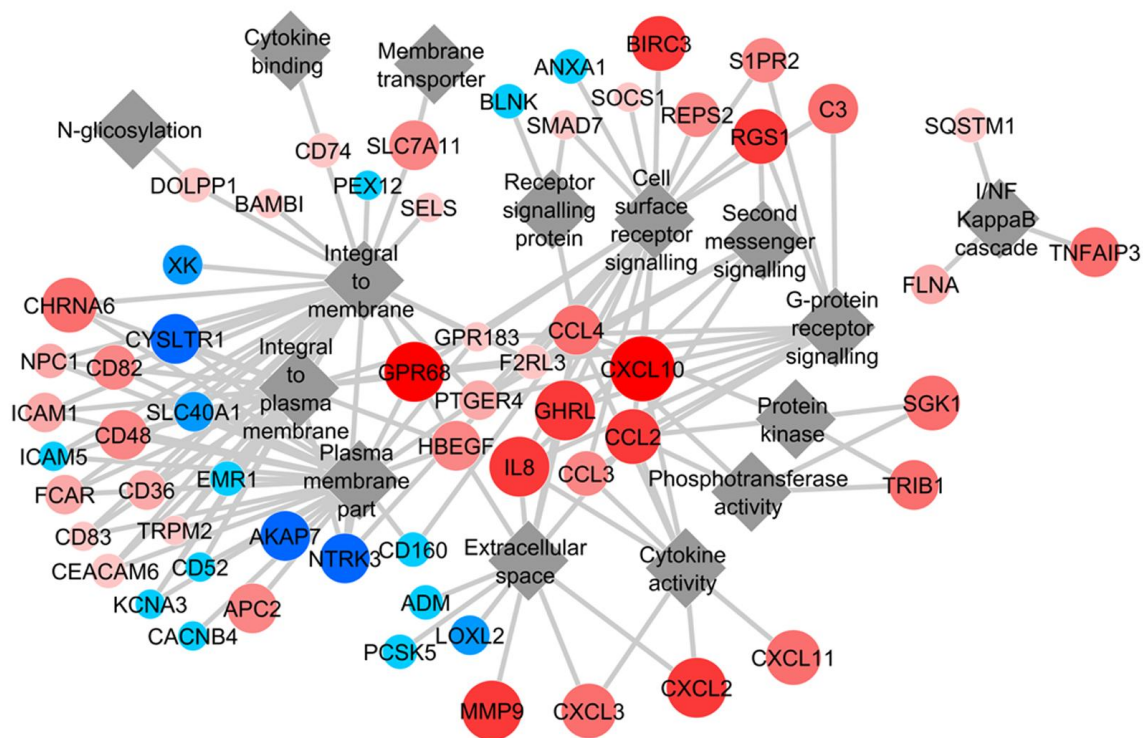 Cytokine
binding
Membrane
transporter
BIRC3
S1PR2
ANXA1
BLNK
SOCS1
REPS2
C3
SMAD7
RGS1
SQSTM1
N-glicosylation
CD74
SLC7A11
DOLPP1
PEX12
BAMBI
SELS
Receptor
signalling
protein
Cell
surface
receptor
signalling
Second
messenger
signalling
I/NF
KappaB
cascade
TNFAIP3
FLNA
Integral
to
membrane
XK
CHRNA6
CYSLTR1
G-protein
receptor
signalling
GPR183
CCL4
NPC1
CD82
Integral
to
plasma
membrane
GPR68
F2RL3
CXCL10
ICAM1
SLC40A1
PTGER4
GHRL
Protein
kinase
SGK1
CD48
HBEGF
CCL2
ICAM5
Plasma
membrane
part
IL8
CCL3
Phosphotransferase
activity
TRIB1
FCAR
CD36
EMR1
CD83
TRPM2
AKAP7
NTRK3
CD160
Extracellular
space
Cytokine
activity
CEACAM6
CD52
KCNA3
APC2
ADM
CACNB4
PCSK5
LOXL2
CXCL11
MMP9
CXCL3
CXCL2